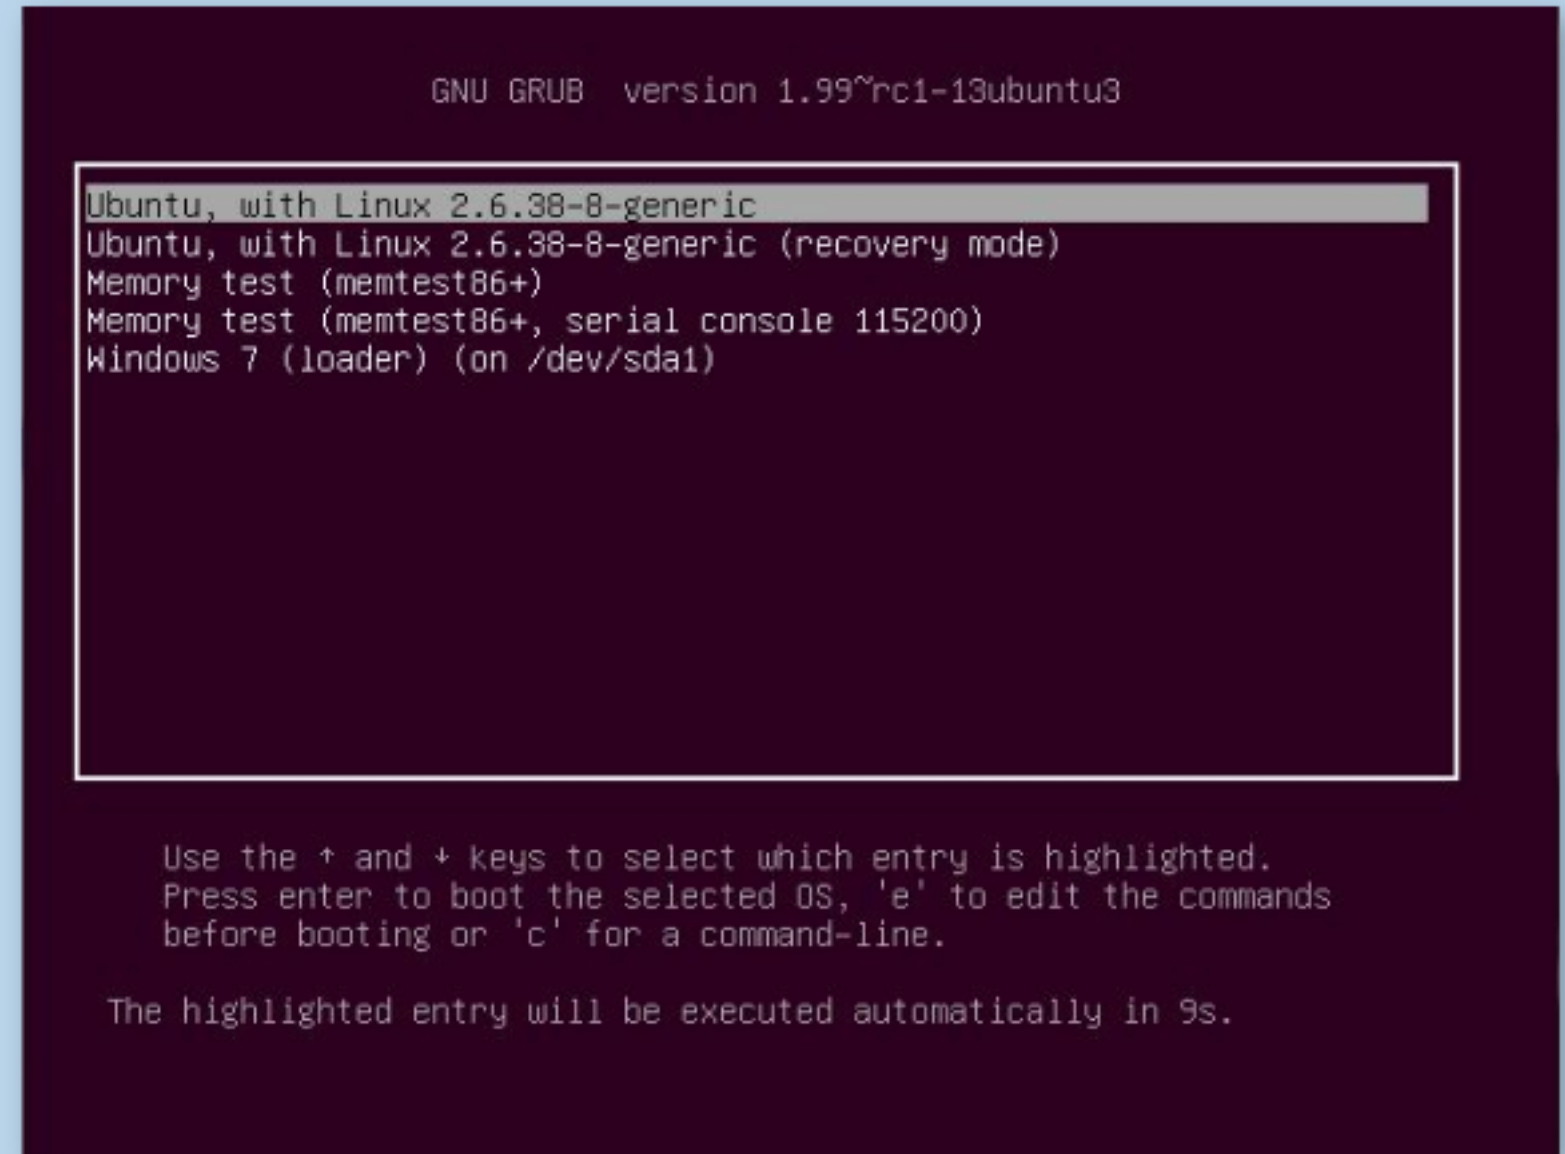 GNU GRUB  version 1.99~rc1-13ubuntu3
Ubuntu, with Linux 2.6.38-8-generic
Ubuntu, with Linux 2.6.38-8-generic (recovery mode)
Memory test (memtest86+)
Memory test (memtest86+, serial console 115200)
Windows 7 (loader) (on /dev/sda1)
Use the ↑ and ↓ keys to select which entry is highlighted.
Press enter to boot the selected OS, 'e' to edit the commands
before booting or 'c' for a command-line.
The highlighted entry will be executed automatically in 9s.